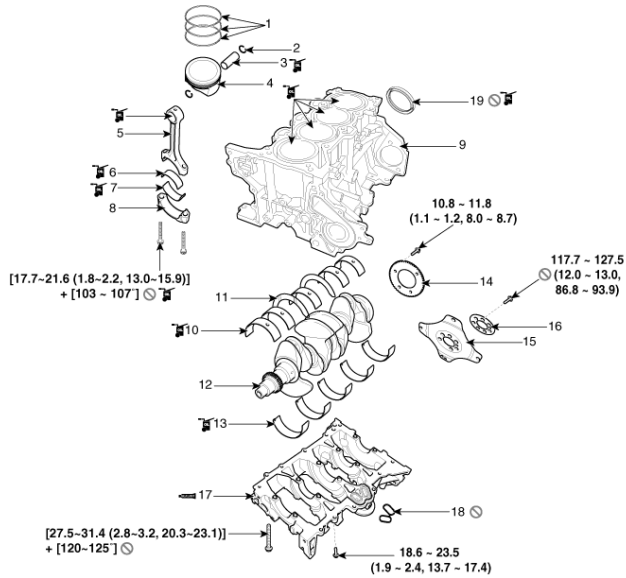 1
2
3
4
5
6
7
8
19
9
10.8 ~ 11.8
(1.1 ~ 1.2, 8.0 ~ 8.7)
117.7 ~ 127.5
(12.0 ~ 13.0,
86.8 ~ 93.9)
[17.7~21.6 (1.8~2.2, 13.0~15.9)]
+ [103 ~ 107˚]
14
11
10
16
15
12
13
17
18
[27.5~31.4 (2.8~3.2, 20.3~23.1)]
+ [120~125˚]
18.6 ~ 23.5
(1.9 ~ 2.4, 13.7 ~ 17.4)